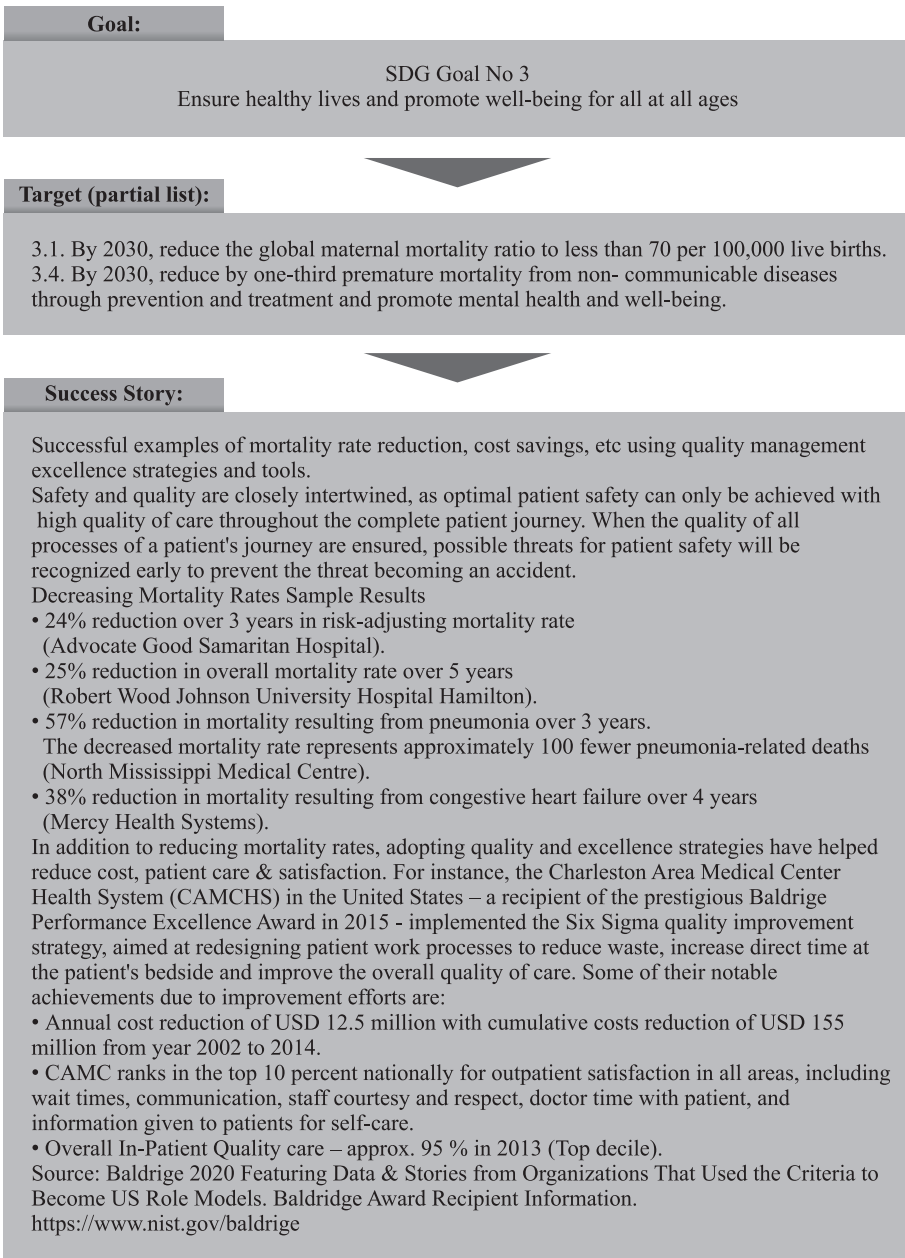 Goal:
SDG Goal No 3
Ensure healthy lives and promote well-being for all at all ages
Target (partial list):
3.1. By 2030, reduce the global maternal mortality ratio to less than 70 per 100,000 live births.
3.4. By 2030, reduce by one-third premature mortality from non- communicable diseases
through prevention and treatment and promote mental health and well-being.
Success Story:
Successful examples of mortality rate reduction, cost savings, etc using quality management
excellence strategies and tools.
Safety and quality are closely intertwined, as optimal patient safety can only be achieved with
high quality of care throughout the complete patient journey. When the quality of all
processes of a patient's journey are ensured, possible threats for patient safety will be
recognized early to prevent the threat becoming an accident.
Decreasing Mortality Rates Sample Results
• 24% reduction over 3 years in risk-adjusting mortality rate
(Advocate Good Samaritan Hospital).
• 25% reduction in overall mortality rate over 5 years
(Robert Wood Johnson University Hospital Hamilton).
• 57% reduction in mortality resulting from pneumonia over 3 years.
The decreased mortality rate represents approximately 100 fewer pneumonia-related deaths
(North Mississippi Medical Centre).
• 38% reduction in mortality resulting from congestive heart failure over 4 years
(Mercy Health Systems).
In addition to reducing mortality rates, adopting quality and excellence strategies have helped
reduce cost, patient care & satisfaction. For instance, the Charleston Area Medical Center
Health System (CAMCHS) in the United States – a recipient of the prestigious Baldrige
Performance Excellence Award in 2015 - implemented the Six Sigma quality improvement
strategy, aimed at redesigning patient work processes to reduce waste, increase direct time at
the patient's bedside and improve the overall quality of care. Some of their notable
achievements due to improvement efforts are:
• Annual cost reduction of USD 12.5 million with cumulative costs reduction of USD 155
million from year 2002 to 2014.
• CAMC ranks in the top 10 percent nationally for outpatient satisfaction in all areas, including
wait times, communication, staff courtesy and respect, doctor time with patient, and
information given to patients for self-care.
• Overall In-Patient Quality care – approx. 95 % in 2013 (Top decile).
Source: Baldrige 2020 Featuring Data & Stories from Organizations That Used the Criteria to
Become US Role Models. Baldridge Award Recipient Information.
https://www.nist.gov/baldrige